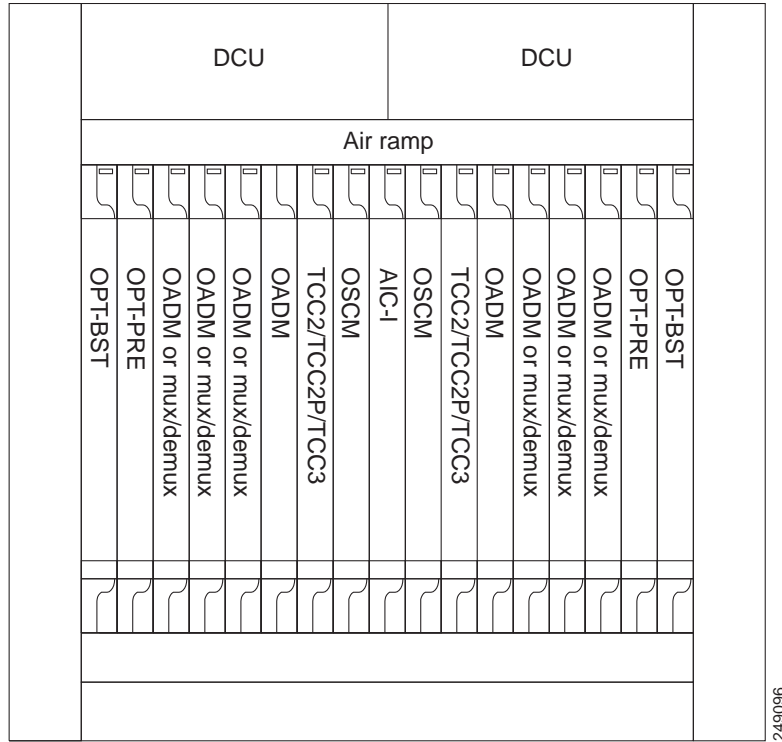 DCU
DCU
Air ramp
OPT-BST
OPT-PRE
OADM or mux/demux
OADM or mux/demux
OADM or mux/demux
OADM
TCC2/TCC2P/TCC3
OSCM
AIC-I
OSCM
TCC2/TCC2P/TCC3
OADM
OADM or mux/demux
OADM or mux/demux
OADM or mux/demux
OPT-PRE
OPT-BST
249096